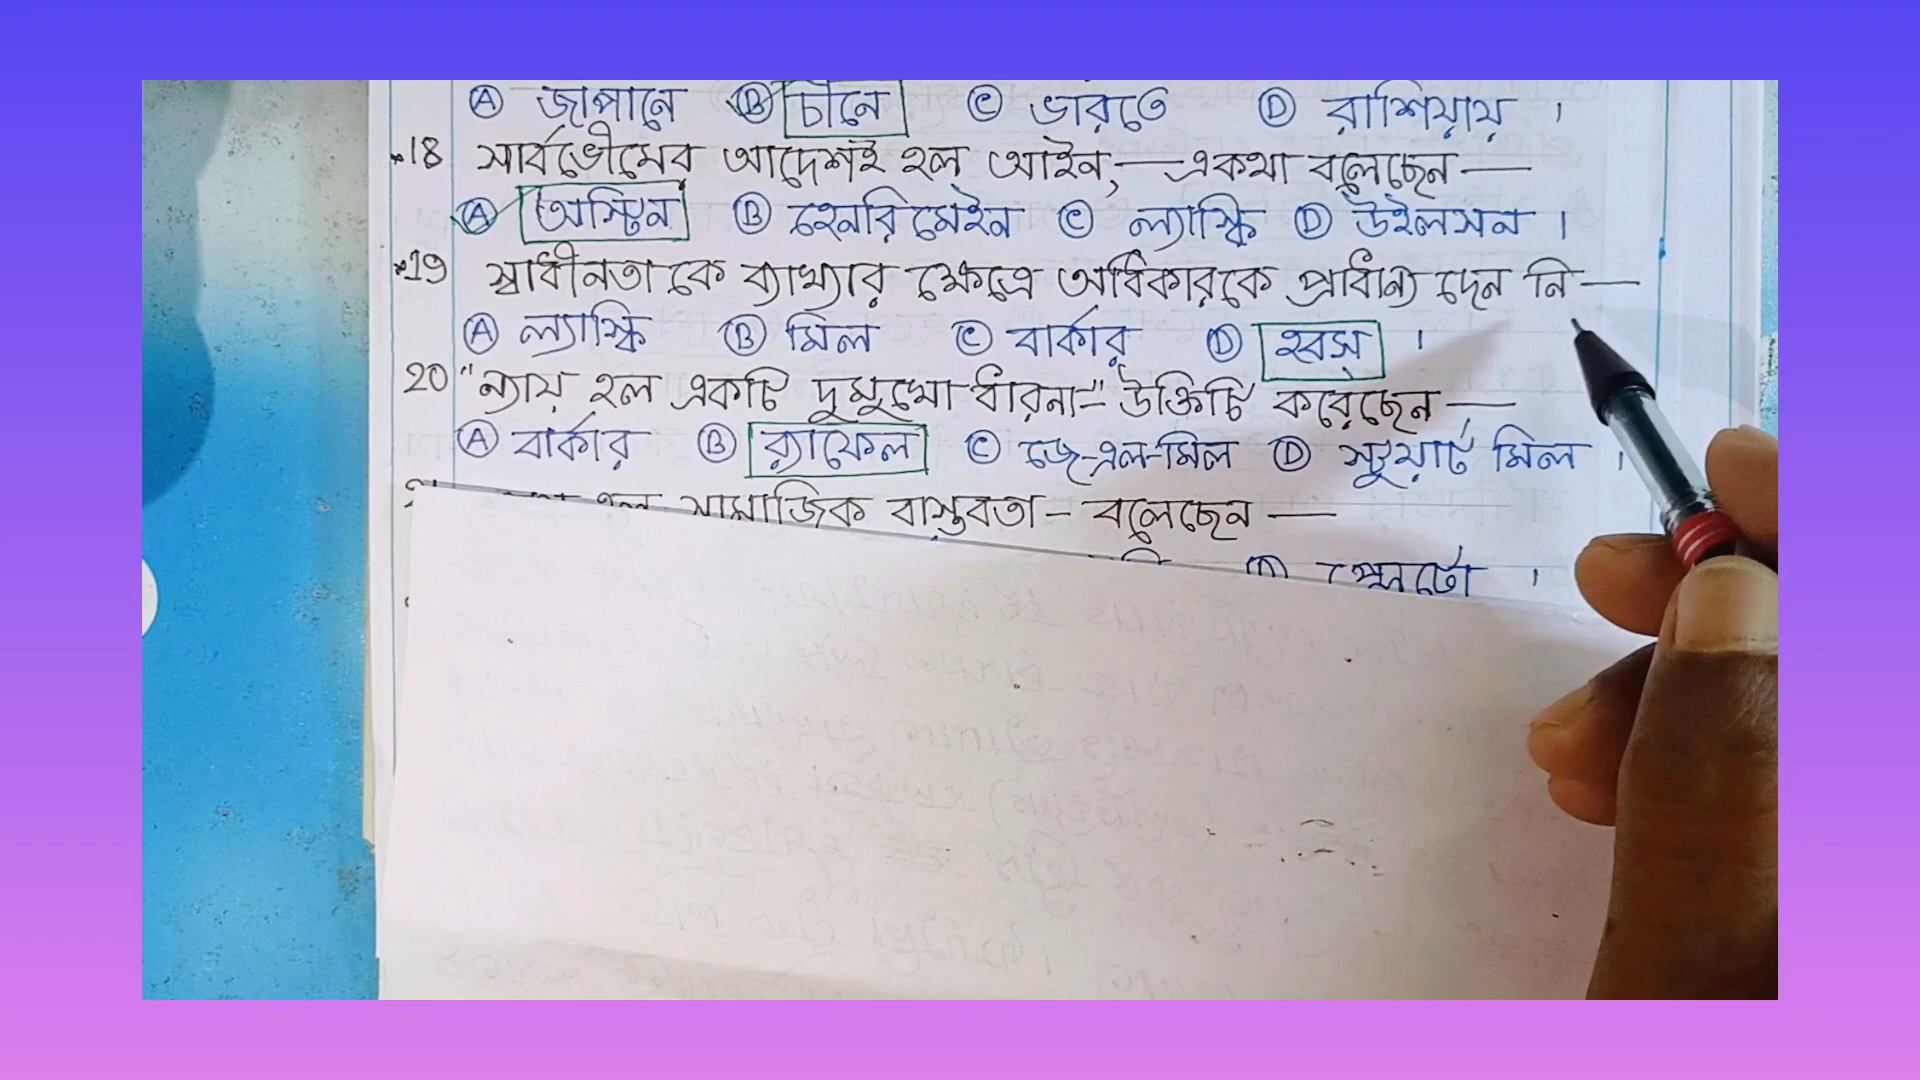 Ⓐ জাপানে Ⓑ চীনে Ⓒ ভারতে Ⓓ রাশিয়ায় ।
18 সার্বভৌমের আদেশই হল আইন, — একথা বলেছেন —
Ⓐ অস্টিন Ⓑ হেনরি মেইন Ⓒ ল্যাস্কি Ⓓ উইলসন ।
19 স্বাধীনতাকে ব্যাখ্যার ক্ষেত্রে অধিকারকে প্রাধান্য দেন নি —
Ⓐ ল্যাস্কি Ⓑ মিল Ⓒ বার্কার Ⓓ হবস ।
20 "ন্যায় হল একটি দুমুখো ধারনা–" উক্তিটি করেছেন —
Ⓐ বার্কার Ⓑ র‍্যাফেল Ⓒ জে-এল-মিল Ⓓ স্টুয়ার্ট মিল ।
হল সামাজিক বাস্তবতা – বলেছেন —
Ⓓ প্লেটো ।